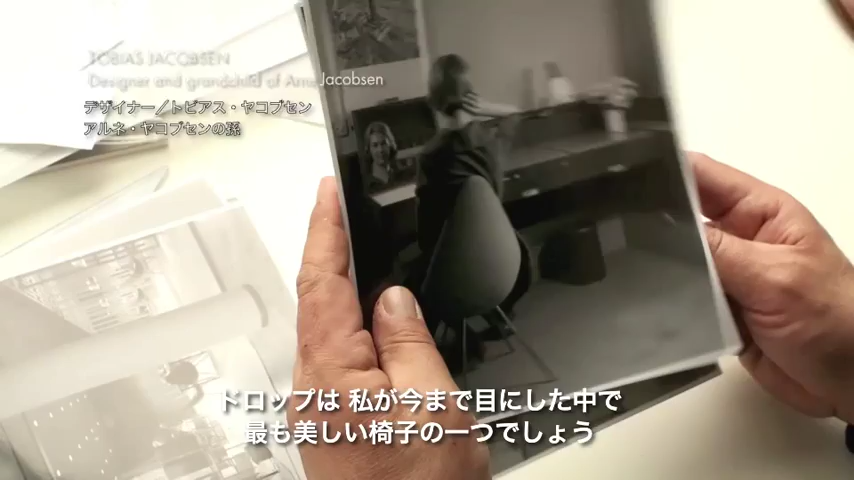 TOBIAS JACOBSEN
Designer and grandchild of Arne Jacobsen
デザイナー／トビアス・ヤコブセン
アルネ・ヤコブセンの孫
ドロップは 私が今まで目にした中で
最も美しい椅子の一つでしょう